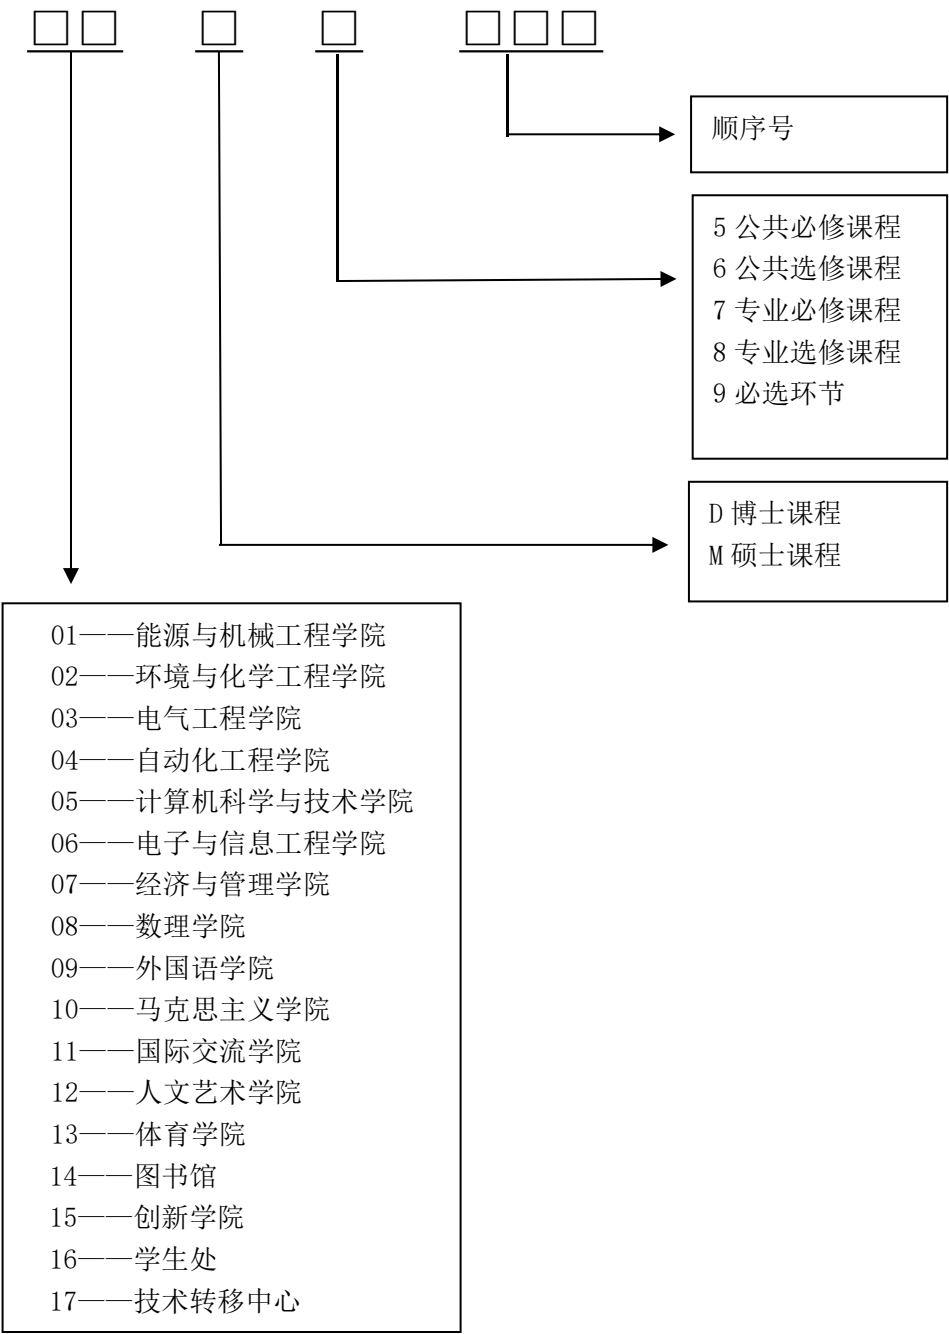 □□ □ □ □□□
顺序号
5 公共必修课程
6 公共选修课程
7 专业必修课程
8 专业选修课程
9 必选环节
D 博士课程
M 硕士课程
01——能源与机械工程学院
02——环境与化学工程学院
03——电气工程学院
04——自动化工程学院
05——计算机科学与技术学院
06——电子与信息工程学院
07——经济与管理学院
08——数理学院
09——外国语学院
10——马克思主义学院
11——国际交流学院
12——人文艺术学院
13——体育学院
14——图书馆
15——创新学院
16——学生处
17——技术转移中心